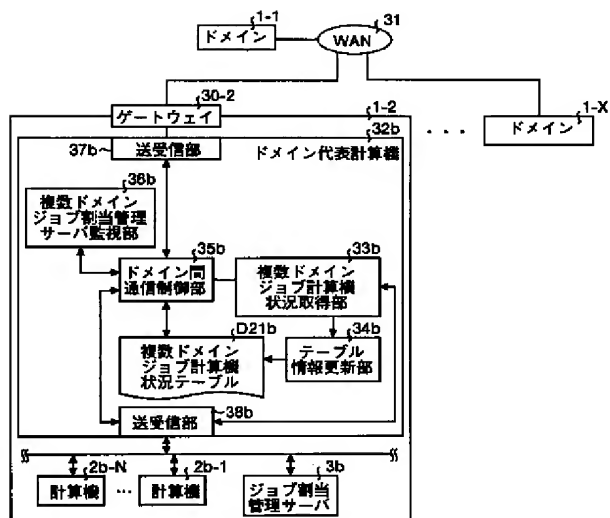 1-1
31
ドメイン
WAN
30-2
1-2
1-X
ゲートウェイ
32b
・・・
ドメイン
37b
送受信部
ドメイン代表計算機
36b
複数ドメイン
ジョブ割当管理
サーバ監視部
35b
33b
ドメイン間
通信制御部
複数ドメイン
ジョブ計算機
状況取得部
D21b
34b
複数ドメイン
ジョブ計算機
状況テーブル
テーブル
情報更新部
38b
送受信部
2b-N
2b-1
3b
計算機
・・・
計算機
ジョブ割当
管理サーバ